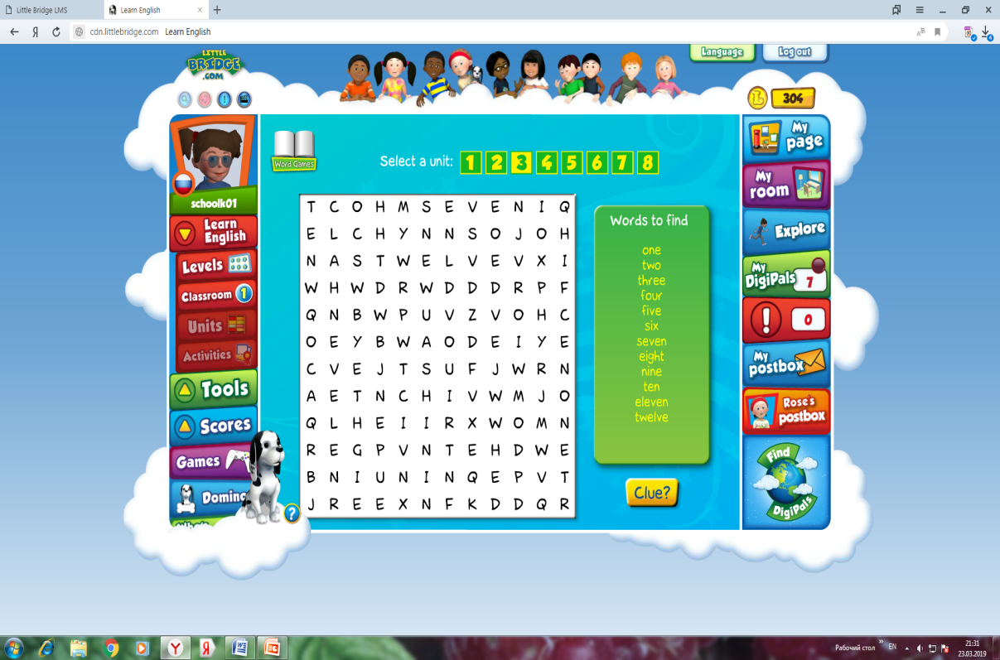 Little Bridge LMS
Learn English
cdn.littlebridge.com Learn English
LITTLE
BRIDGE
.COM
Language
Log out
304
schoolk01
Learn
English
Levels
Classroom 1
Units
Activities
Tools
Scores
Games
Domino
?
Word Games
Select a unit: 1 2 3 4 5 6 7 8
T C O H M S E V E N I Q
E L C H Y N N S O J O H
N A S T W E L V E V X I
W H W D R W D D D R P F
Q N B W P U V Z V O H C
O E Y B W A O D E I Y E
C V E J T S U F J W R N
A E T N C H I V W M J O
Q L H E I I R X W O M N
R E G P V N T E H D W E
B N I U N I N Q E P V T
J R E E X N F K D D Q R
Words to find
one
two
three
four
five
six
seven
eight
nine
ten
eleven
twelve
Clue?
My
page
My
room
Explore
My
DigiPals 7
! 0
My
postbox
Rose's
postbox
Find
DigiPals
Рабочий стол
EN
21:31
23.03.2019